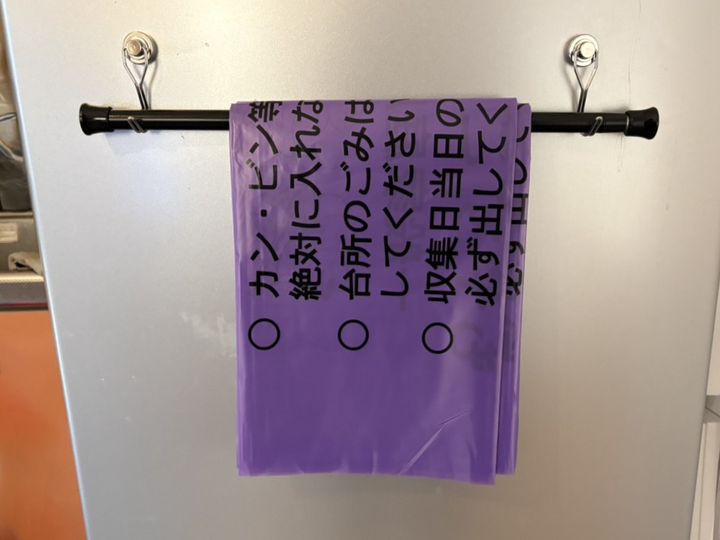 ○ カン・ビン等
絶対に入れな
○ 台所のごみは
してください
○ 収集日当日の
必ず出してく